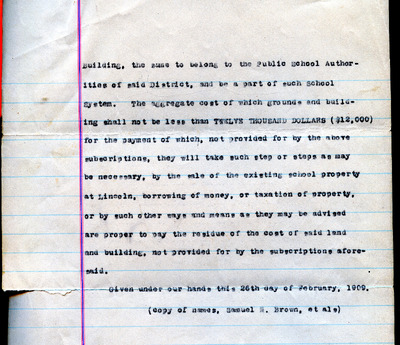 Building, the same to belong to the Public School Author-
ities of said District, and be a part of such School
System. The aggregate cost of which grounds and build-
ing shall not be less than TWELVE THOUSAND DOLLARS ($12,000)
for the payment of which, not provided for by the above
subscriptions, they will take such step or steps as may
be necessary, by the sale of the existing school property
at Lincoln, borrowing of money, or taxation of property,
or by such other ways and means as they may be advised
are proper to pay the residue of the cost of said land
and building, not provided for by the subscriptions afore-
said.
Given under our hands this 26th day of February, 1909.
(copy of names, Samuel N. Brown, et als)